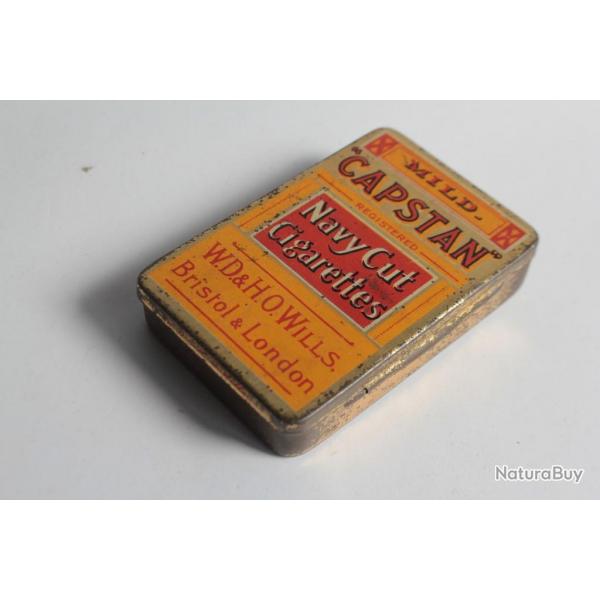 MILD.
"CAPSTAN"
REGISTERED
Navy Cut
Cigarettes
W.D.&H.O.WILLS.
Bristol & London
NaturaBuy